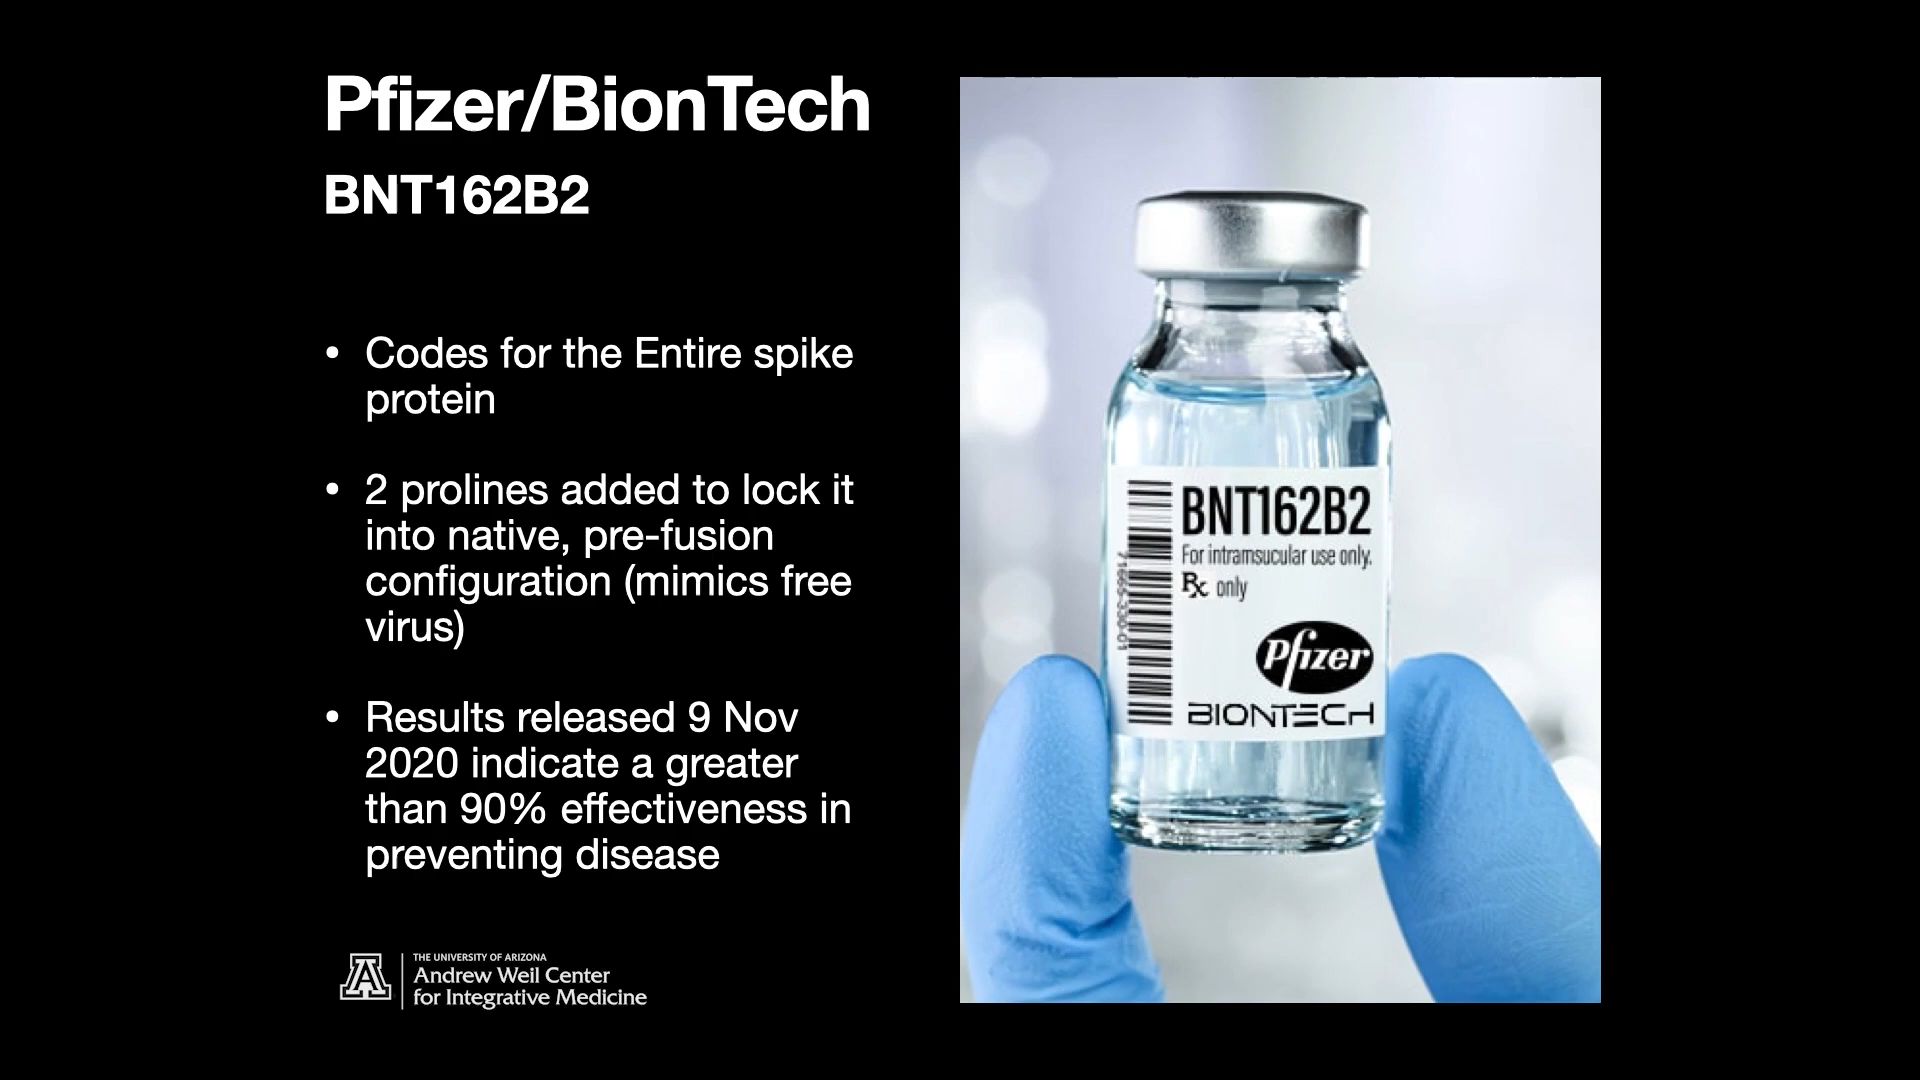 Pfizer/BionTech
BNT162B2
• Codes for the Entire spike
protein
• 2 prolines added to lock it
into native, pre-fusion
configuration (mimics free
virus)
• Results released 9 Nov
2020 indicate a greater
than 90% effectiveness in
preventing disease
A
THE UNIVERSITY OF ARIZONA
Andrew Weil Center
for Integrative Medicine
BNT162B2
For intramsucular use only.
Rx only
Pfizer
BIONTECH